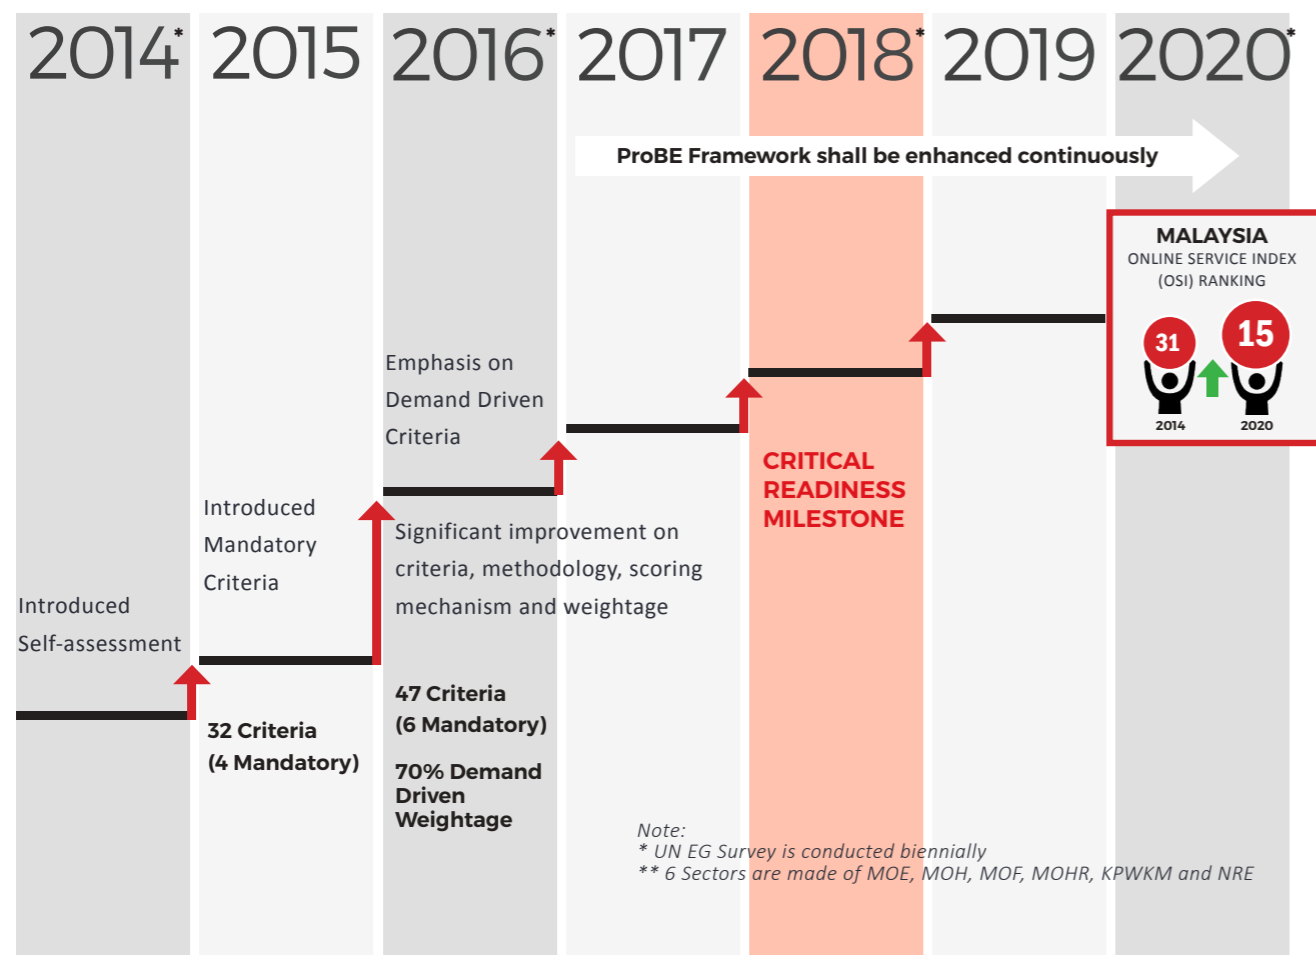 2014* 2015 2016* 2017 2018* 2019 2020*
ProBE Framework shall be enhanced continuously
MALAYSIA
ONLINE SERVICE INDEX
(OSI) RANKING
31
15
2014
2020
Emphasis on
Demand Driven
Criteria
CRITICAL
READINESS
MILESTONE
Introduced
Mandatory
Criteria
Significant improvement on
criteria, methodology, scoring
mechanism and weightage
Introduced
Self-assessment
47 Criteria
(6 Mandatory)
32 Criteria
(4 Mandatory)
70% Demand
Driven
Weightage
Note:
* UN EG Survey is conducted biennially
** 6 Sectors are made of MOE, MOH, MOF, MOHR, KPWKM and NRE